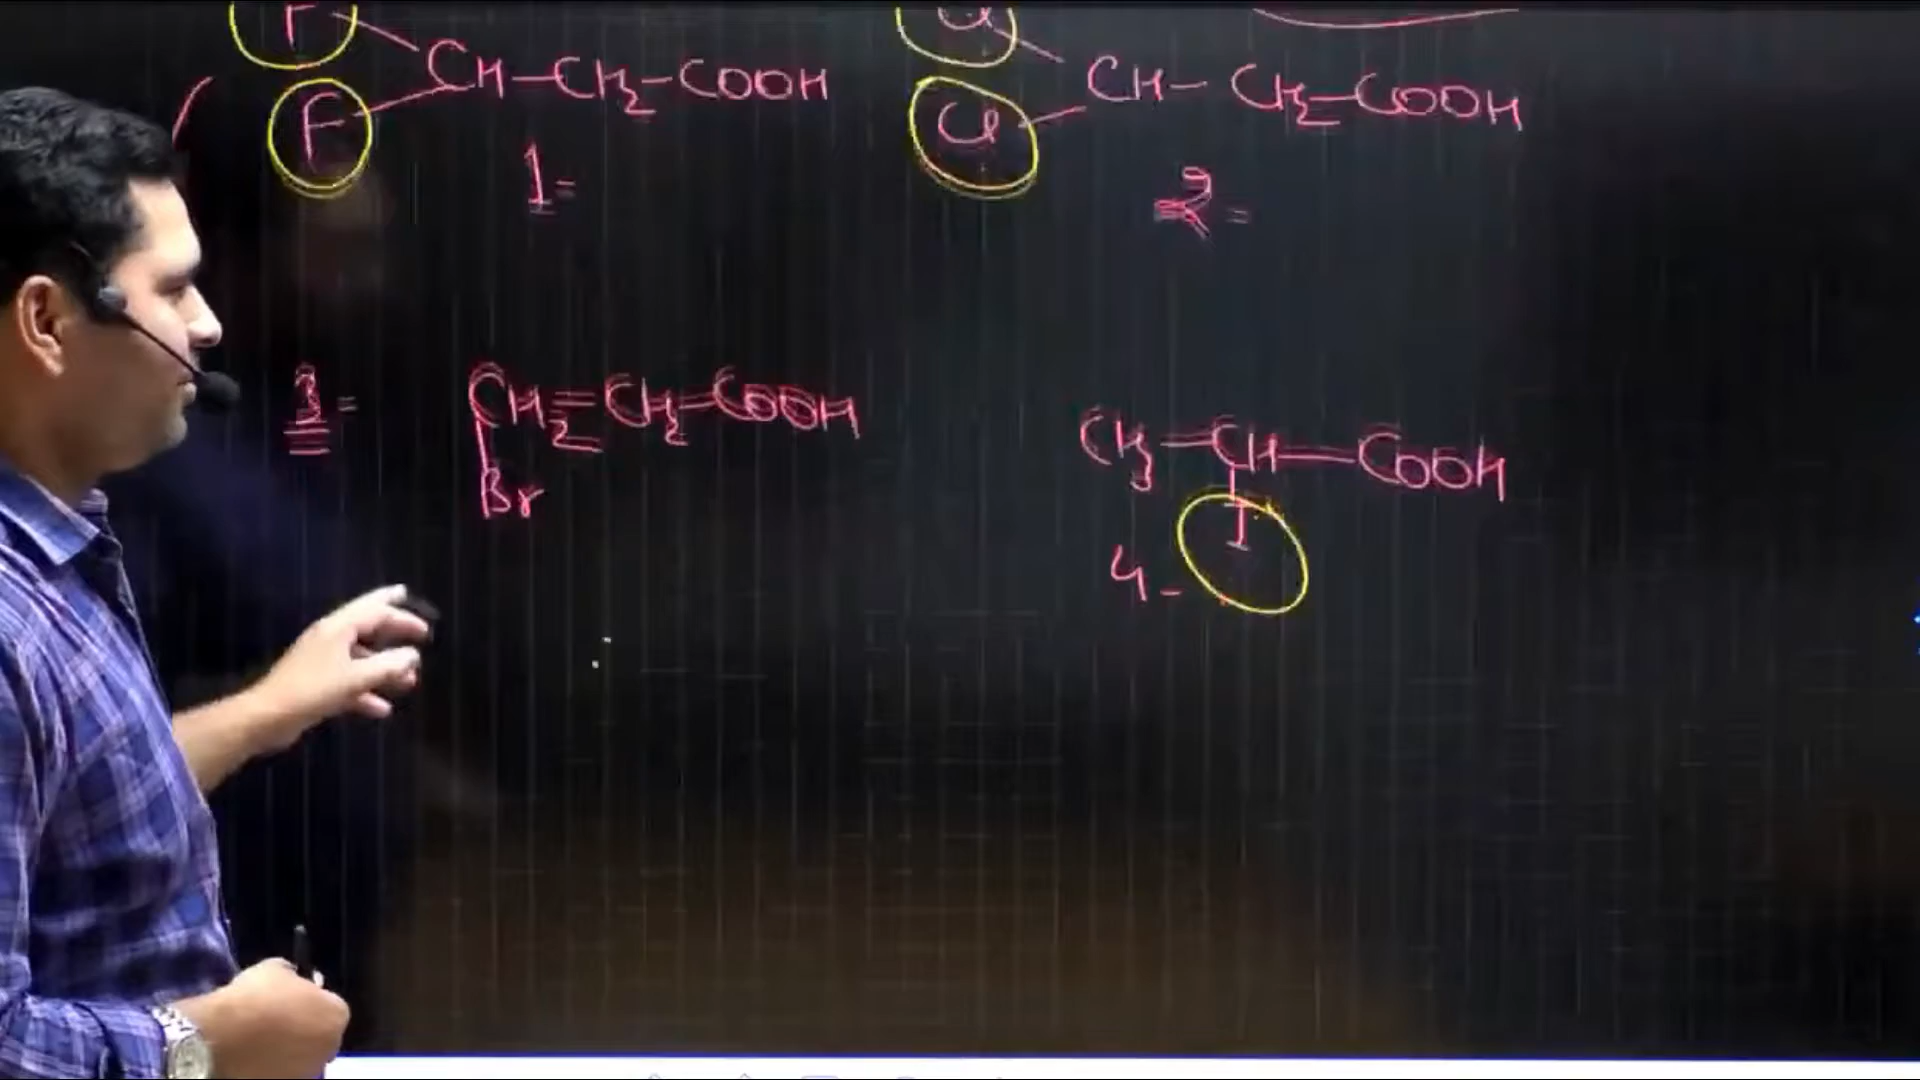 F
F CH-CH2-COOH
1=
Cl
Cl CH-CH2-COOH
2=
3= CH2-CH2-COOH
Br
CH3-CH-COOH
I
4-